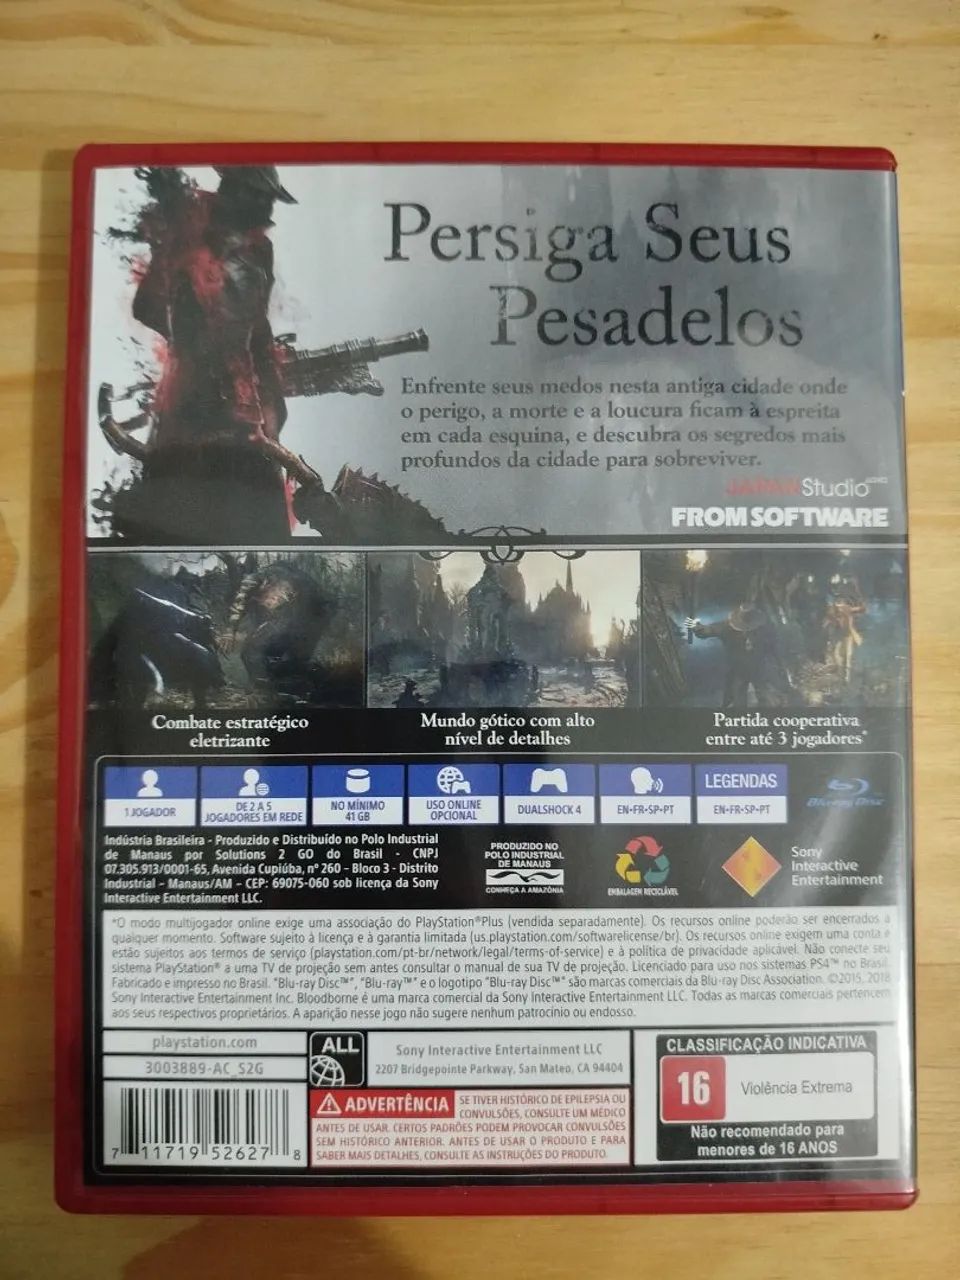 Persiga Seus
Pesadelos
Enfrente seus medos nesta antiga cidade onde
o perigo, a morte e a loucura ficam à espreita
em cada esquina, e descubra os segredos mais
profundos da cidade para sobreviver.
JAPAN Studio
FROMSOFTWARE
Combate estratégico
eletrizante
Mundo gótico com alto
nível de detalhes
Partida cooperativa
entre até 3 jogadores*
1 JOGADOR
DE 2 A 5
JOGADORES EM REDE
NO MÍNIMO
41 GB
USO ONLINE
OPCIONAL
DUALSHOCK 4
EN•FR•SP•PT
LEGENDAS
EN•FR•SP•PT
Blu-ray Disc
Indústria Brasileira - Produzido e Distribuído no Polo Industrial
de Manaus por Solutions 2 GO do Brasil - CNPJ
07.305.913/0001-65, Avenida Cupiúba, nº 260 - Bloco 3 - Distrito
Industrial - Manaus/AM - CEP: 69075-060 sob licença da Sony
Interactive Entertainment LLC.
PRODUZIDO NO
POLO INDUSTRIAL
DE MANAUS
CONHEÇA A AMAZÔNIA
EMBALAGEM RECICLÁVEL
Sony
Interactive
Entertainment
*O modo multijogador online exige uma associação do PlayStation®Plus (vendida separadamente). Os recursos online poderão ser encerrados a
qualquer momento. Software sujeito à licença e à garantia limitada (us.playstation.com/softwarelicense/br). Os recursos online exigem uma conta e
estão sujeitos aos termos de serviço (playstation.com/pt-br/network/legal/terms-of-service) e à política de privacidade aplicável. Não conecte seu
sistema PlayStation® a uma TV de projeção sem antes consultar o manual de sua TV de projeção. Licenciado para uso nos sistemas PS4™ no Brasil.
Fabricado e impresso no Brasil. "Blu-ray Disc™", "Blu-ray™" e o logotipo "Blu-ray Disc™" são marcas comerciais da Blu-ray Disc Association. ©2015, 2018
Sony Interactive Entertainment Inc. Bloodborne é uma marca comercial da Sony Interactive Entertainment LLC. Todas as marcas comerciais pertencem
aos seus respectivos proprietários. A aparição nesse jogo não sugere nenhum patrocínio ou endosso.
playstation.com
3003889-AC_S2G
7 11719 52627 8
ALL
Sony Interactive Entertainment LLC
2207 Bridgepointe Parkway, San Mateo, CA 94404
ADVERTÊNCIA SE TIVER HISTÓRICO DE EPILEPSIA OU
CONVULSÕES, CONSULTE UM MÉDICO
ANTES DE USAR. CERTOS PADRÕES PODEM PROVOCAR CONVULSÕES
SEM HISTÓRICO ANTERIOR. ANTES DE USAR O PRODUTO E PARA
SABER MAIS DETALHES, CONSULTE AS INSTRUÇÕES DO PRODUTO.
CLASSIFICAÇÃO INDICATIVA
16
Violência Extrema
Não recomendado para
menores de 16 ANOS